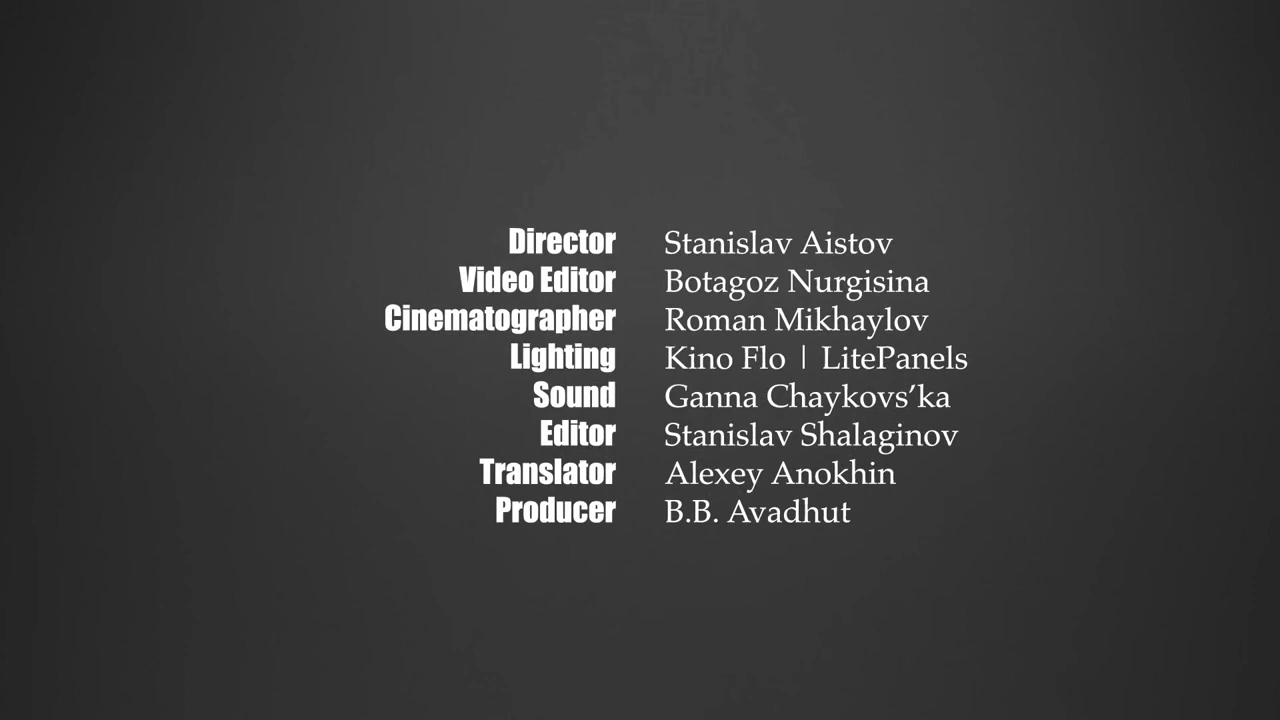 Director Stanislav Aistov
Video Editor Botagoz Nurgisina
Cinematographer Roman Mikhaylov
Lighting Kino Flo | LitePanels
Sound Ganna Chaykovs’ka
Editor Stanislav Shalaginov
Translator Alexey Anokhin
Producer B.B. Avadhut